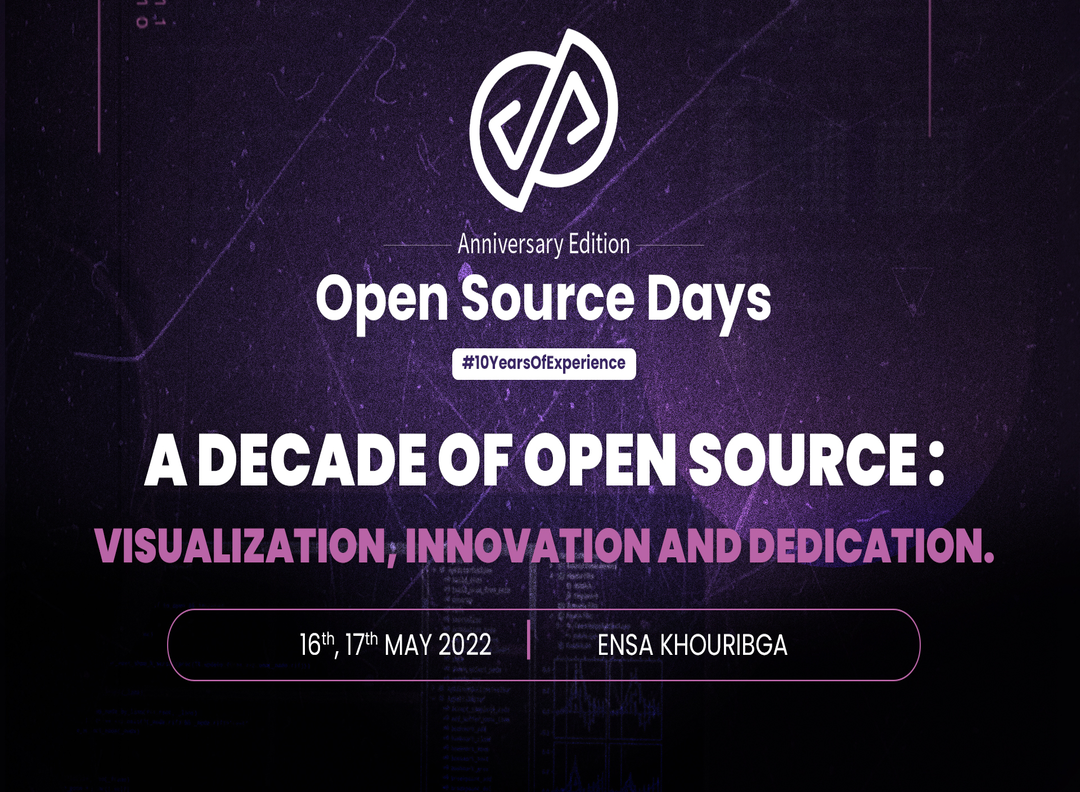 Anniversary Edition
Open Source Days
#10YearsOfExperience
A DECADE OF OPEN SOURCE :
VISUALIZATION, INNOVATION AND DEDICATION.
16th, 17th MAY 2022 | ENSA KHOURIBGA